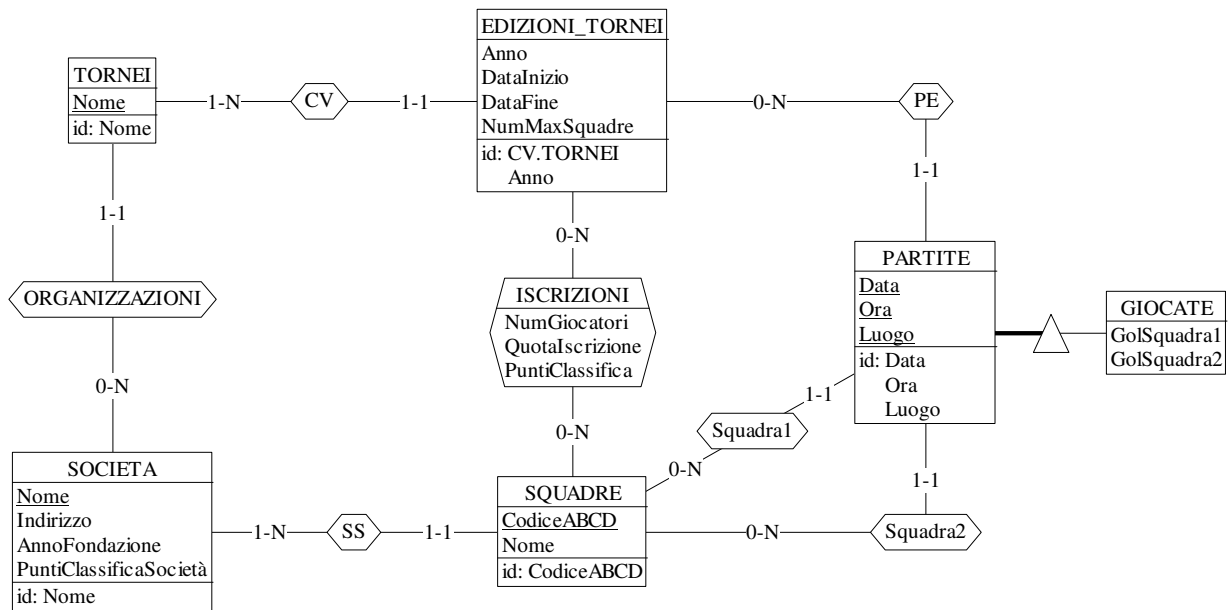 EDIZIONI_TORNEI
Anno
DataInizio
DataFine
NumMaxSquadre
id: CV.TORNEI
Anno
TORNEI
Nome
id: Nome
1-N
CV
1-1
0-N
PE
1-1
1-1
0-N
PARTITE
Data
Ora
Luogo
id: Data
Ora
Luogo
GIOCATE
GolSquadra1
GolSquadra2
ORGANIZZAZIONI
ISCRIZIONI
NumGiocatori
QuotaIscrizione
PuntiClassifica
0-N
0-N
1-1
Squadra1
0-N
1-1
SOCIETA
Nome
Indirizzo
AnnoFondazione
PuntiClassificaSocietà
id: Nome
1-N
SS
1-1
SQUADRE
CodiceABCD
Nome
id: CodiceABCD
0-N
Squadra2